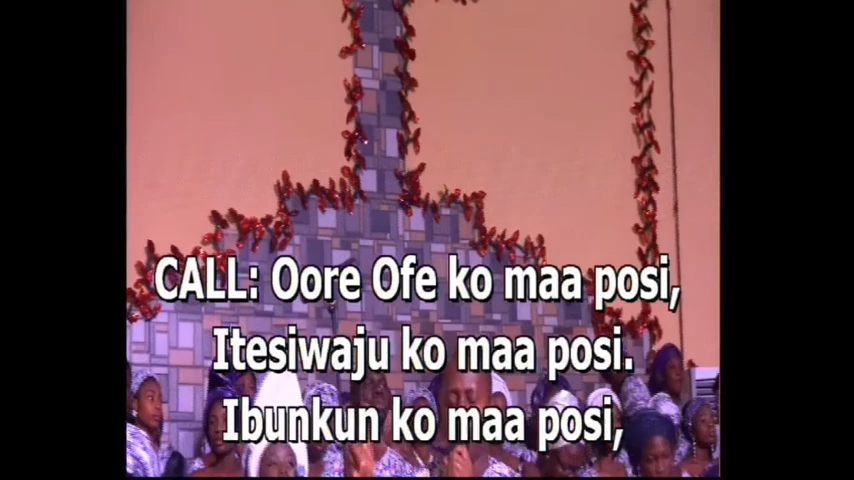 CALL: Oore Ofe ko maa posi,
Itesiwaju ko maa posi.
Ibunkun ko maa posi,